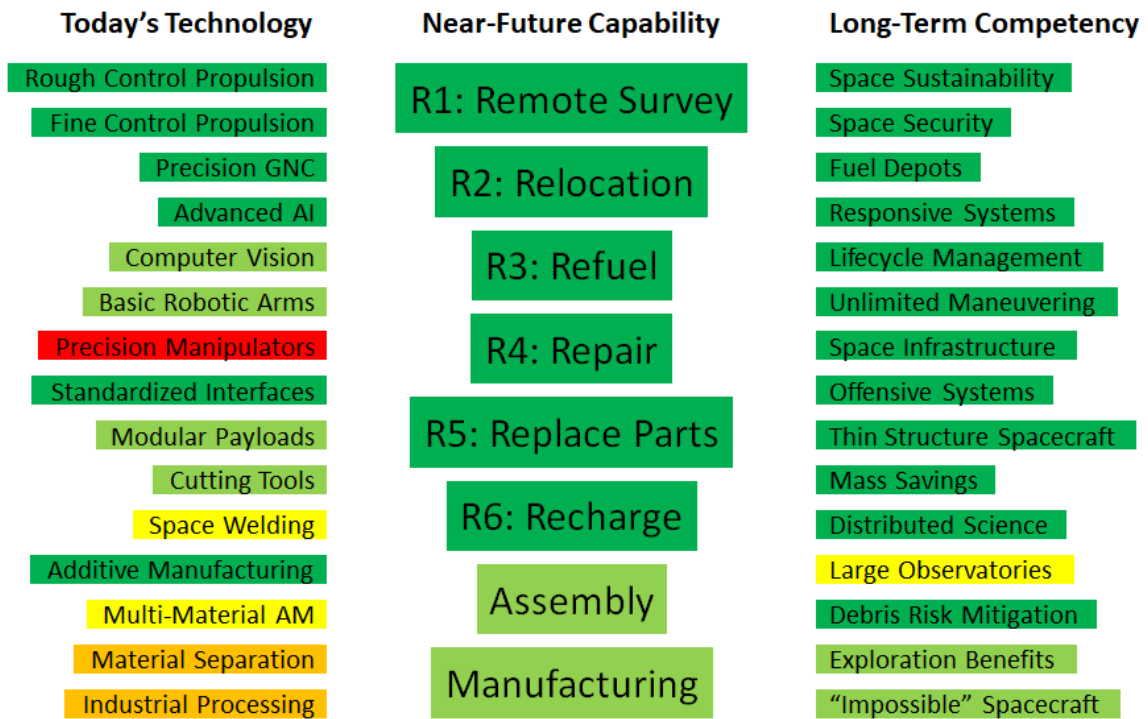 Today's Technology
Rough Control Propulsion
Fine Control Propulsion
Precision GNC
Advanced AI
Computer Vision
Basic Robotic Arms
Precision Manipulators
Standardized Interfaces
Modular Payloads
Cutting Tools
Space Welding
Additive Manufacturing
Multi-Material AM
Material Separation
Industrial Processing
Near-Future Capability
R1: Remote Survey
R2: Relocation
R3: Refuel
R4: Repair
R5: Replace Parts
R6: Recharge
Assembly
Manufacturing
Long-Term Competency
Space Sustainability
Space Security
Fuel Depots
Responsive Systems
Lifecycle Management
Unlimited Maneuvering
Space Infrastructure
Offensive Systems
Thin Structure Spacecraft
Mass Savings
Distributed Science
Large Observatories
Debris Risk Mitigation
Exploration Benefits
“Impossible” Spacecraft